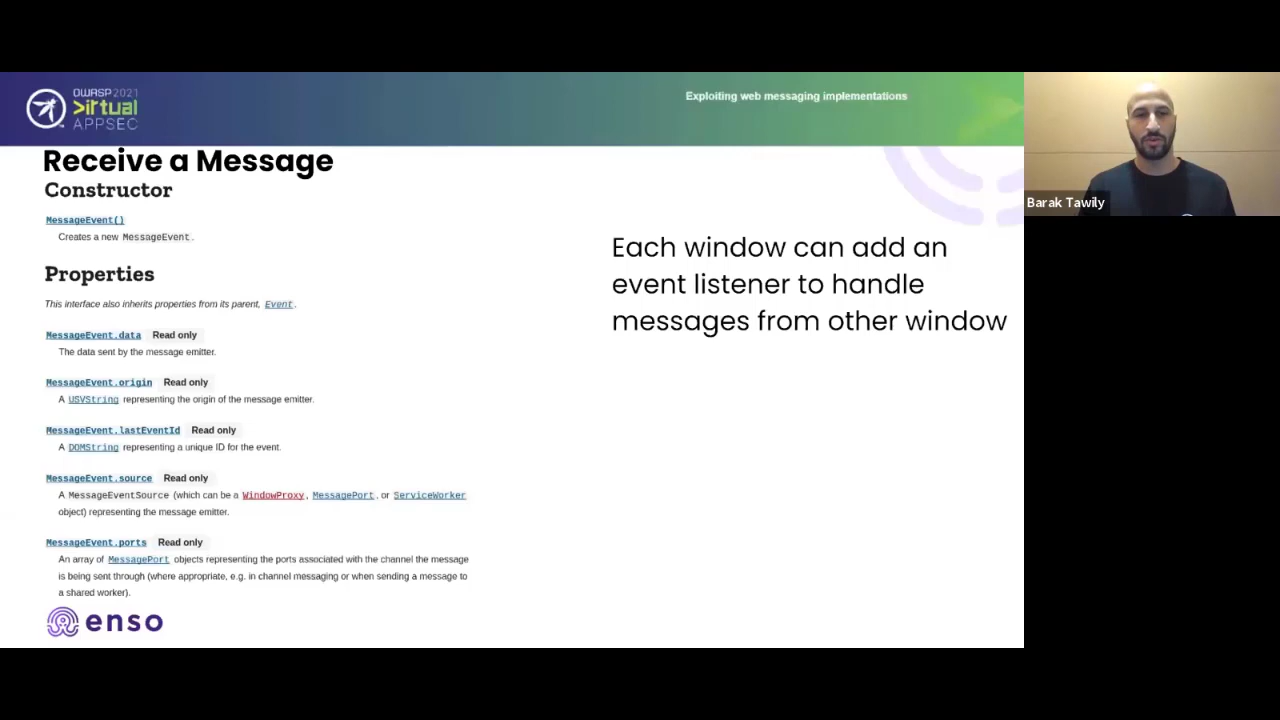 OWASP 2021
Virtual
APPSEC
Exploiting web messaging implementations
Barak Tawily
Receive a Message
Constructor
MessageEvent()
Creates a new MessageEvent.
Properties
This interface also inherits properties from its parent, Event.
MessageEvent.data Read only
The data sent by the message emitter.
MessageEvent.origin Read only
A USVString representing the origin of the message emitter.
MessageEvent.lastEventId Read only
A DOMString representing a unique ID for the event.
MessageEvent.source Read only
A MessageEventSource (which can be a WindowProxy, MessagePort, or ServiceWorker
object) representing the message emitter.
MessageEvent.ports Read only
An array of MessagePort objects representing the ports associated with the channel the message
is being sent through (where appropriate, e.g. in channel messaging or when sending a message to
a shared worker).
Each window can add an
event listener to handle
messages from other window
enso